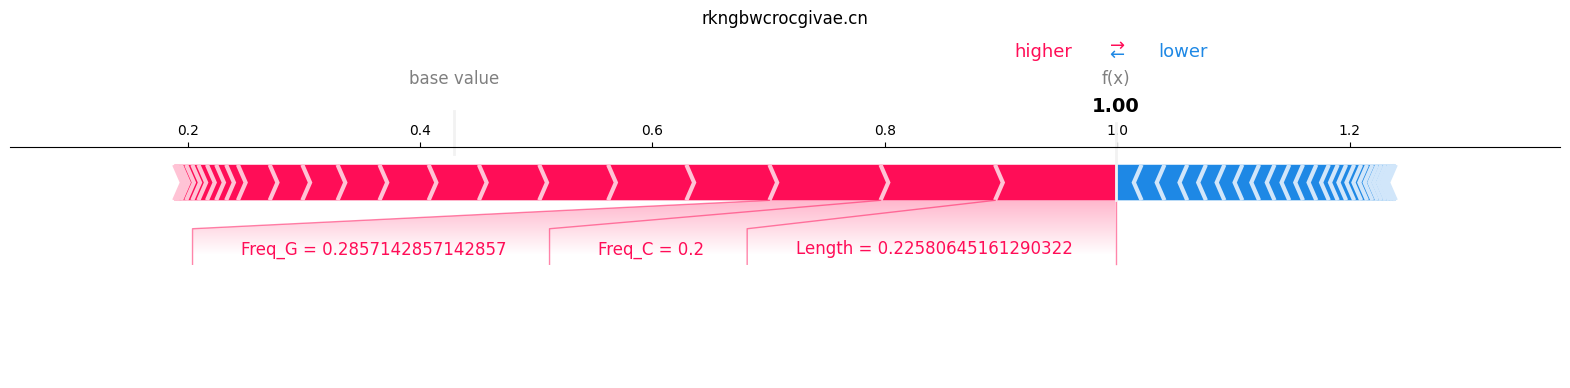 rkngbwcrocgivae.cn
higher ⇄ lower
base value f(x)
1.00
0.2 0.4 0.6 0.8 1.0 1.2
Freq_G = 0.2857142857142857 Freq_C = 0.2 Length = 0.22580645161290322